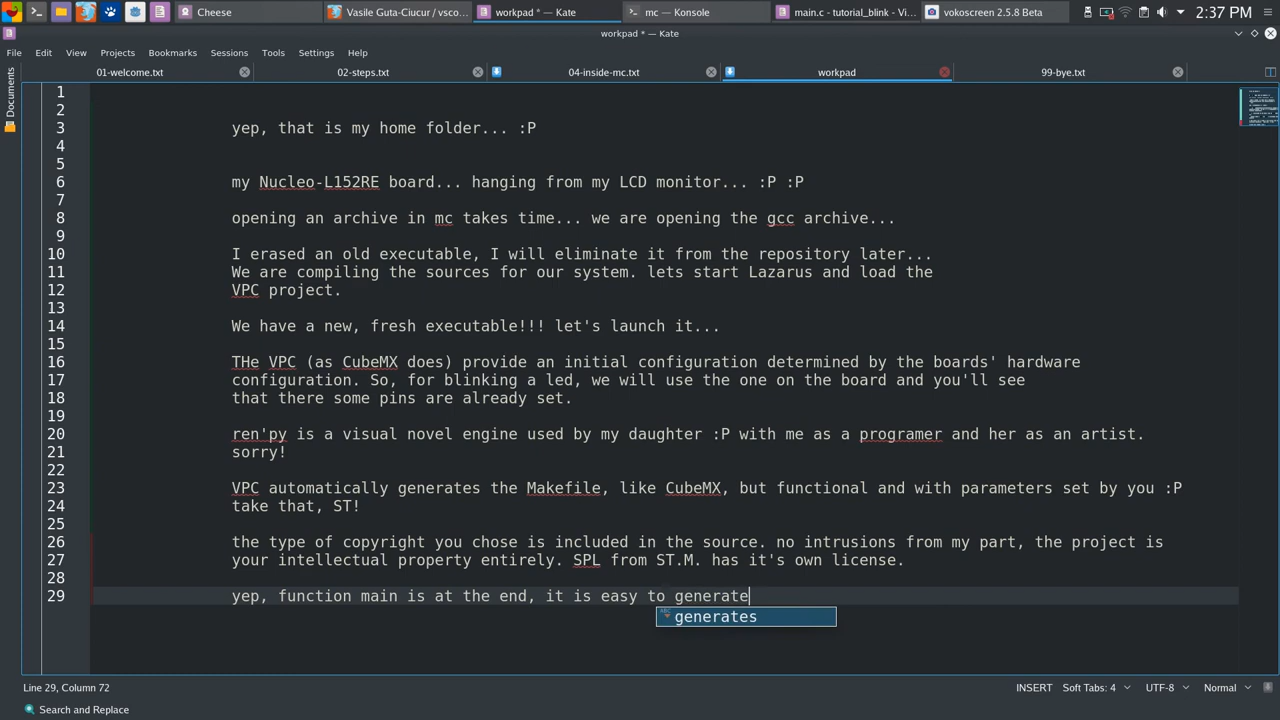 Cheese
Vasile Guta-Ciucur / vsco...
workpad * — Kate
mc — Konsole
main.c - tutorial_blink - Vi...
vokoscreen 2.5.8 Beta
2:37 PM
workpad * — Kate
File Edit View Projects Bookmarks Sessions Tools Settings Help
Documents
01-welcome.txt 02-steps.txt 04-inside-mc.txt workpad 99-bye.txt
1
2
3 yep, that is my home folder... :P
4
5
6 my Nucleo-L152RE board... hanging from my LCD monitor... :P :P
7
8 opening an archive in mc takes time... we are opening the gcc archive...
9
10 I erased an old executable, I will eliminate it from the repository later...
11 We are compiling the sources for our system. lets start Lazarus and load the
12 VPC project.
13
14 We have a new, fresh executable!!! let's launch it...
15
16 THe VPC (as CubeMX does) provide an initial configuration determined by the boards' hardware
17 configuration. So, for blinking a led, we will use the one on the board and you'll see
18 that there some pins are already set.
19
20 ren'py is a visual novel engine used by my daughter :P with me as a programer and her as an artist.
21 sorry!
22
23 VPC automatically generates the Makefile, like CubeMX, but functional and with parameters set by you :P
24 take that, ST!
25
26 the type of copyright you chose is included in the source. no intrusions from my part, the project is
27 your intellectual property entirely. SPL from ST.M. has it's own license.
28
29 yep, function main is at the end, it is easy to generate
generates
Line 29, Column 72 INSERT Soft Tabs: 4 UTF-8 Normal
Search and Replace